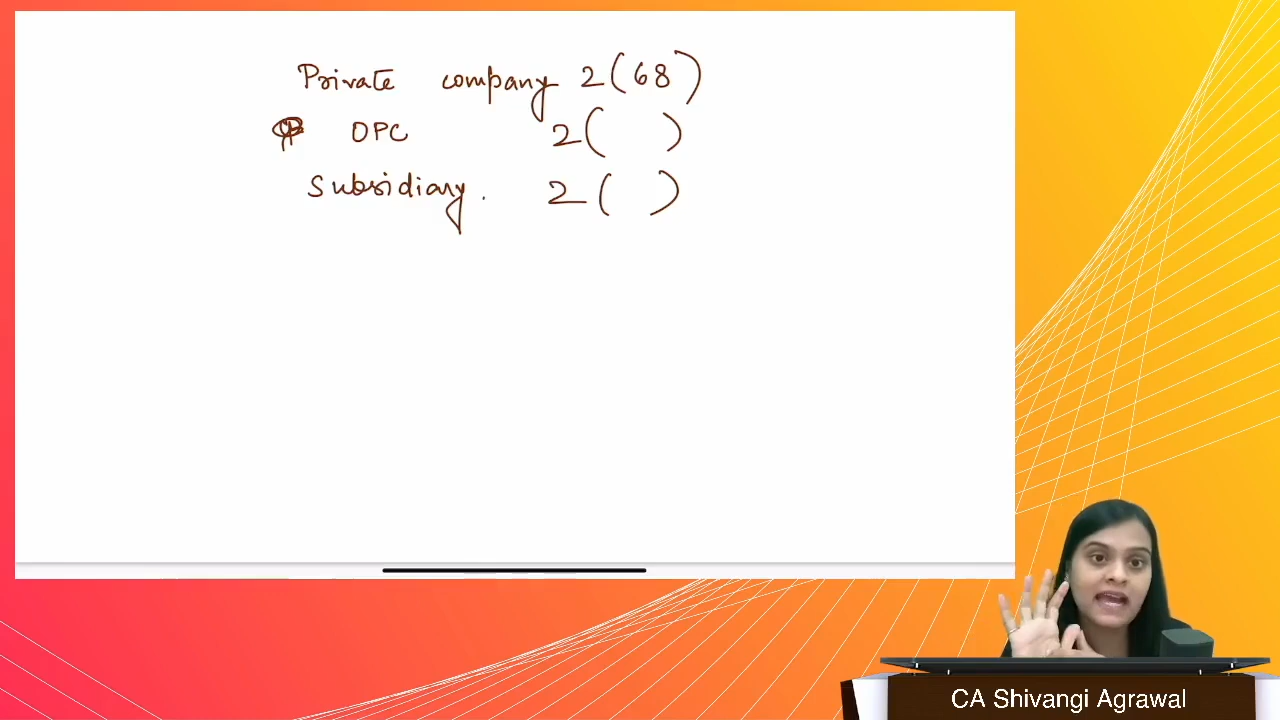 Private company 2(68)
OPC 2( )
Subsidiary. 2( )
CA Shivangi Agrawal